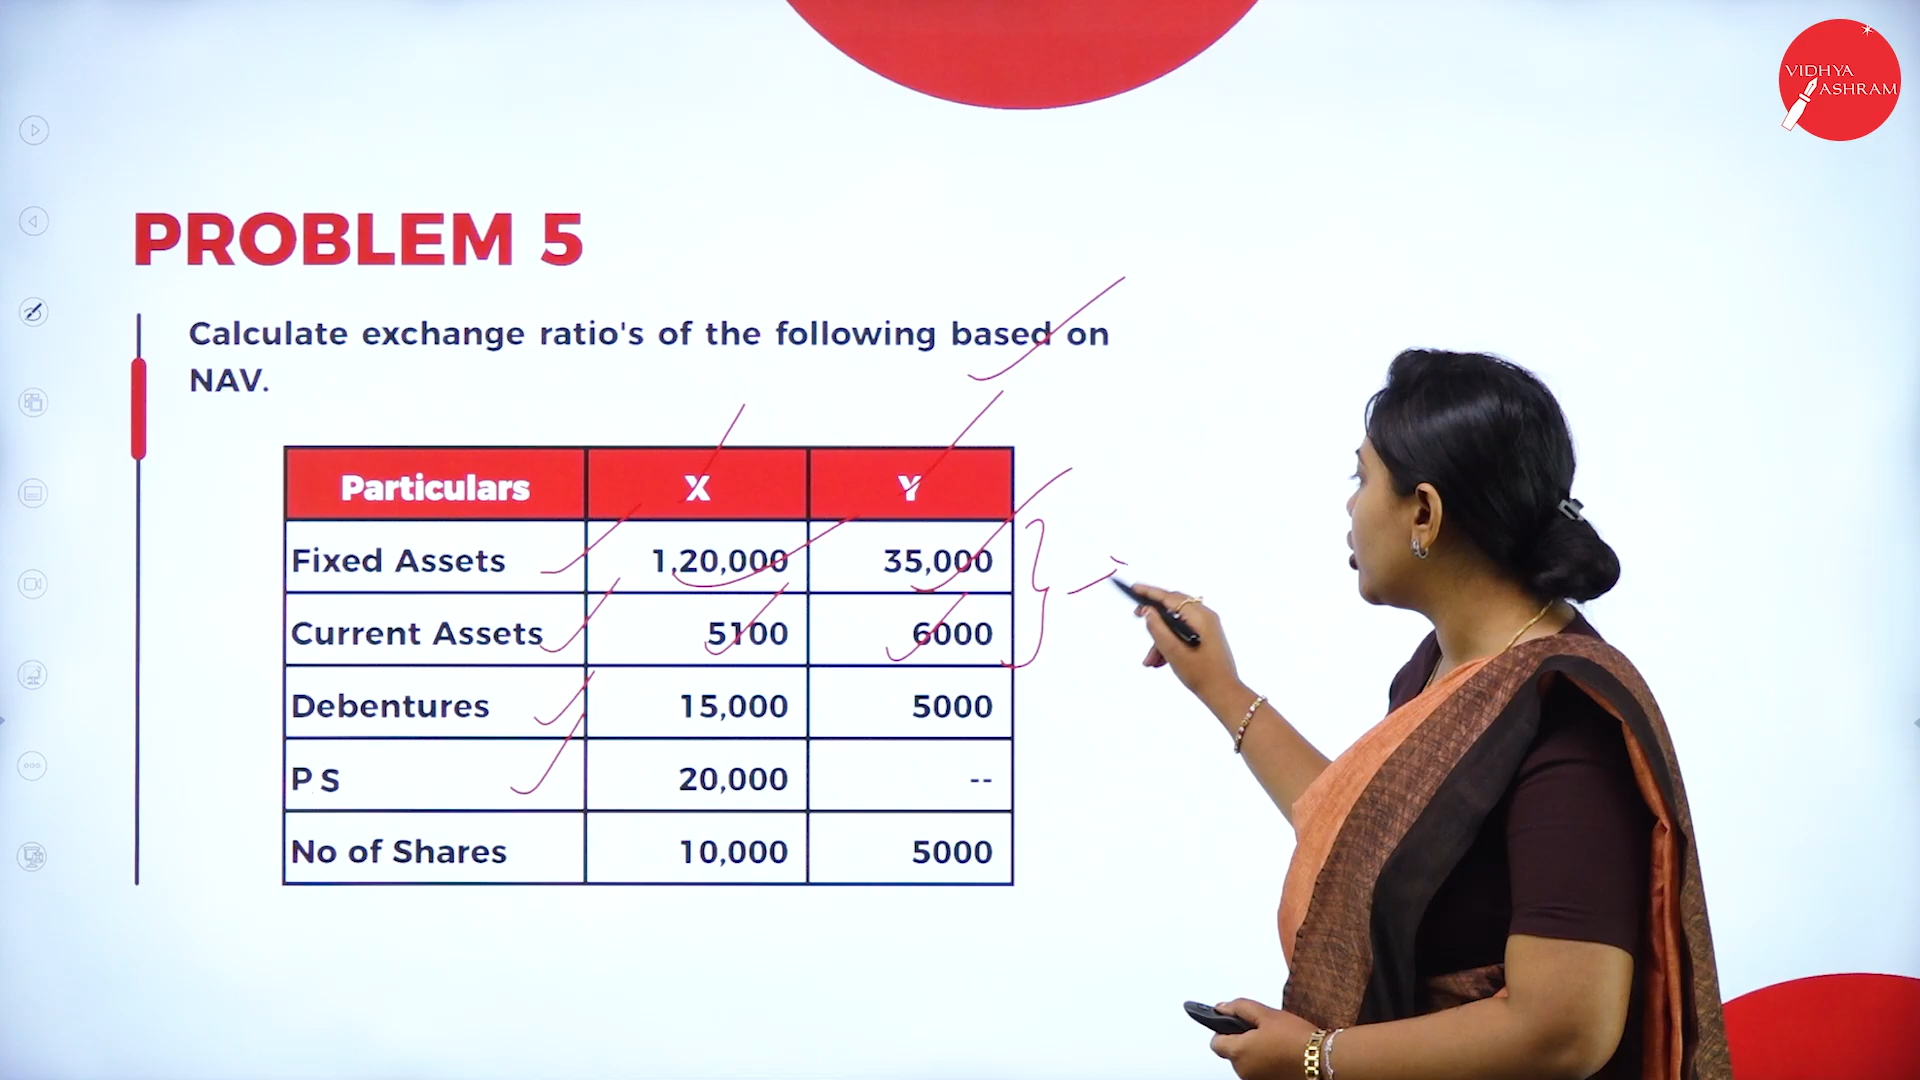 VIDHYA
ASHRAM
PROBLEM 5
Calculate exchange ratio's of the following based on
NAV.
Particulars X Y
Fixed Assets 1,20,000 35,000
Current Assets 5100 6000
Debentures 15,000 5000
P S 20,000 --
No of Shares 10,000 5000